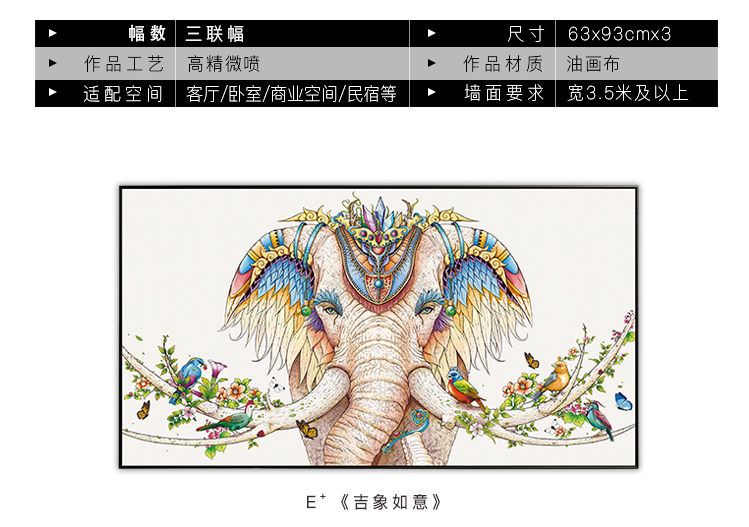 ▶ 幅数 三联幅 ▶ 尺寸 63x93cmx3
▶ 作品工艺 高精微喷 ▶ 作品材质 油画布
▶ 适配空间 客厅/卧室/商业空间/民宿等 ▶ 墙面要求 宽3.5米及以上
E⁺《吉象如意》